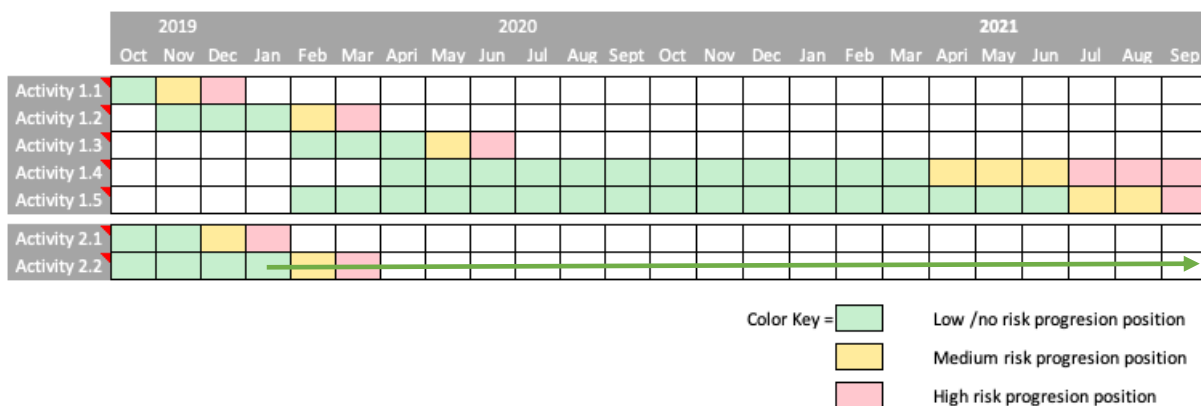 2019 2020 2021
Oct Nov Dec Jan Feb Mar Apri May Jun Jul Aug Sept Oct Nov Dec Jan Feb Mar Apri May Jun Jul Aug Sep
Activity 1.1
Activity 1.2
Activity 1.3
Activity 1.4
Activity 1.5
Activity 2.1
Activity 2.2
Color Key = Low /no risk progresion position
Medium risk progresion position
High risk progresion position